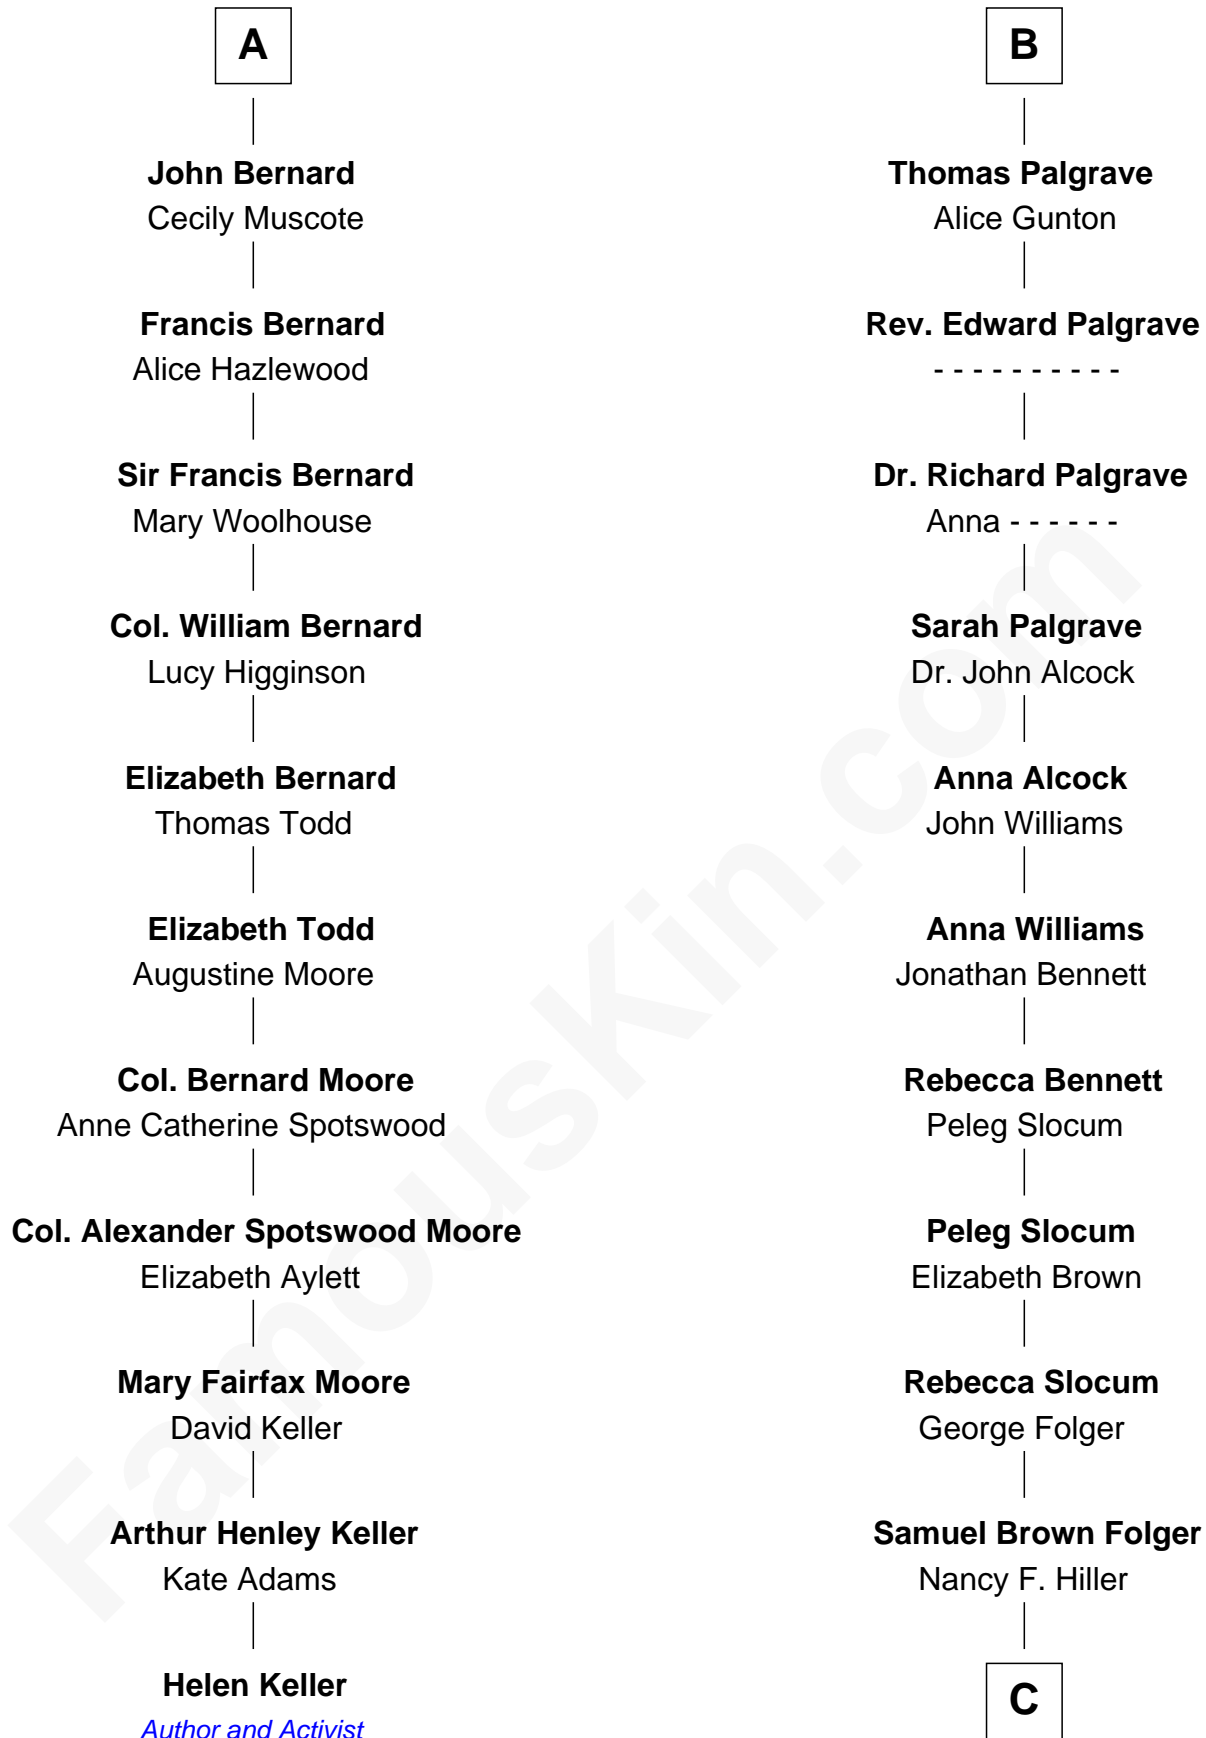 A
John Bernard
Cecily Muscote
Francis Bernard
Alice Hazlewood
Sir Francis Bernard
Mary Woolhouse
Col. William Bernard
Lucy Higginson
Elizabeth Bernard
Thomas Todd
Elizabeth Todd
Augustine Moore
Col. Bernard Moore
Anne Catherine Spotswood
Col. Alexander Spotswood Moore
Elizabeth Aylett
Mary Fairfax Moore
David Keller
Arthur Henley Keller
Kate Adams
Helen Keller
Author and Activist
B
Thomas Palgrave
Alice Gunton
Rev. Edward Palgrave
- - - - - - - - - -
Dr. Richard Palgrave
Anna - - - - - -
Sarah Palgrave
Dr. John Alcock
Anna Alcock
John Williams
Anna Williams
Jonathan Bennett
Rebecca Bennett
Peleg Slocum
Peleg Slocum
Elizabeth Brown
Rebecca Slocum
George Folger
Samuel Brown Folger
Nancy F. Hiller
C
FamousKin.com